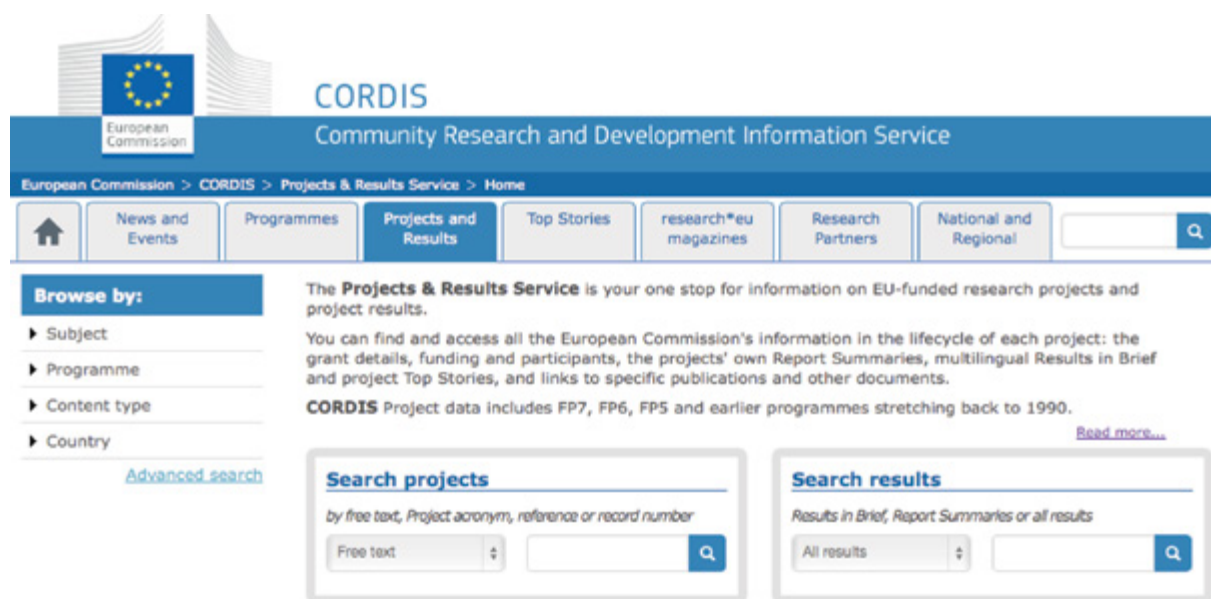 CORDIS
European
Commission
Community Research and Development Information Service
European Commission > CORDIS > Projects & Results Service > Home
News and
Events
Programmes
Projects and
Results
Top Stories
research*eu
magazines
Research
Partners
National and
Regional
Browse by:
Subject
Programme
Content type
Country
Advanced search
The Projects & Results Service is your one stop for information on EU-funded research projects and
project results.
You can find and access all the European Commission's information in the lifecycle of each project: the
grant details, funding and participants, the projects' own Report Summaries, multilingual Results in Brief
and project Top Stories, and links to specific publications and other documents.
CORDIS Project data includes FP7, FP6, FP5 and earlier programmes stretching back to 1990.
Read more...
Search projects
by free text, Project acronym, reference or record number
Free text
Search results
Results in Brief, Report Summaries or all results
All results